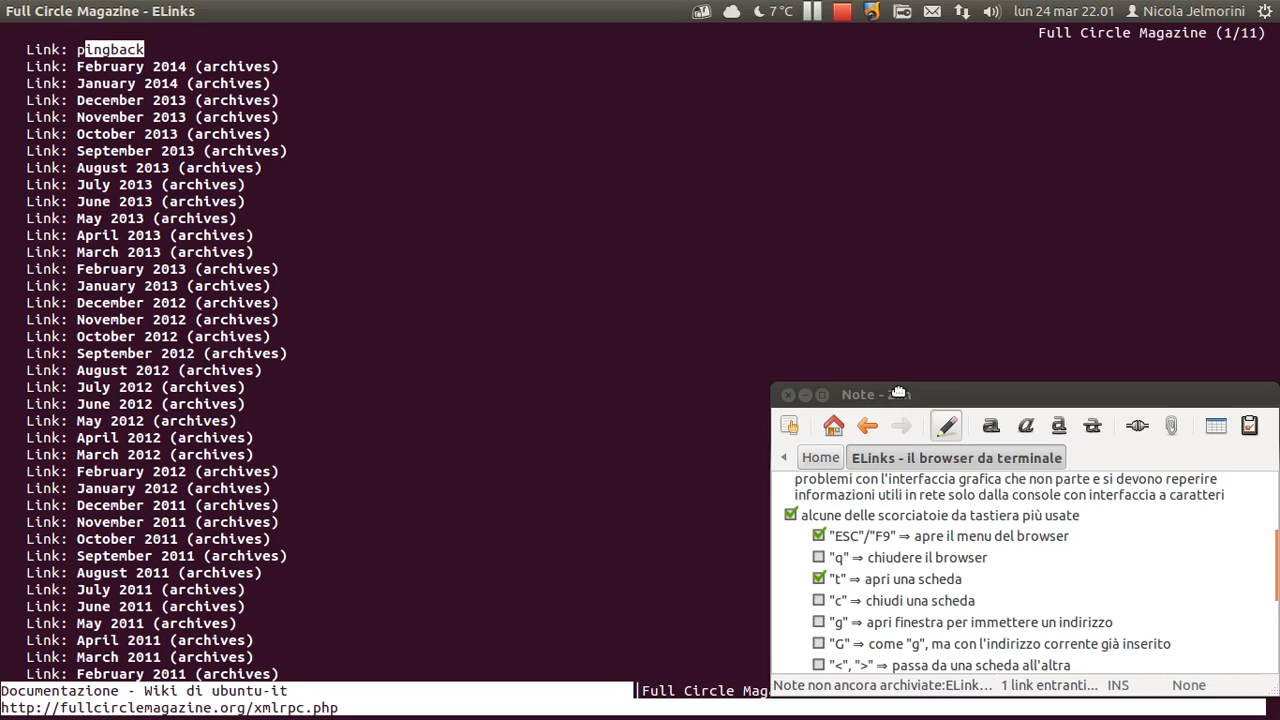 Full Circle Magazine - ELinks
7 °C
lun 24 mar 22.01
Nicola Jelmorini
Full Circle Magazine (1/11)
Link: pingback
Link: February 2014 (archives)
Link: January 2014 (archives)
Link: December 2013 (archives)
Link: November 2013 (archives)
Link: October 2013 (archives)
Link: September 2013 (archives)
Link: August 2013 (archives)
Link: July 2013 (archives)
Link: June 2013 (archives)
Link: May 2013 (archives)
Link: April 2013 (archives)
Link: March 2013 (archives)
Link: February 2013 (archives)
Link: January 2013 (archives)
Link: December 2012 (archives)
Link: November 2012 (archives)
Link: October 2012 (archives)
Link: September 2012 (archives)
Link: August 2012 (archives)
Link: July 2012 (archives)
Link: June 2012 (archives)
Link: May 2012 (archives)
Link: April 2012 (archives)
Link: March 2012 (archives)
Link: February 2012 (archives)
Link: January 2012 (archives)
Link: December 2011 (archives)
Link: November 2011 (archives)
Link: October 2011 (archives)
Link: September 2011 (archives)
Link: August 2011 (archives)
Link: July 2011 (archives)
Link: June 2011 (archives)
Link: May 2011 (archives)
Link: April 2011 (archives)
Link: March 2011 (archives)
Link: February 2011 (archives)
Documentazione - Wiki di ubuntu-it
|Full Circle Mag
http://fullcirclemagazine.org/xmlrpc.php
Note -
a a a a
Home
ELinks - il browser da terminale
problemi con l'interfaccia grafica che non parte e si devono reperire
informazioni utili in rete solo dalla console con interfaccia a caratteri
alcune delle scorciatoie da tastiera più usate
"ESC"/"F9" ⇒ apre il menu del browser
"q" ⇒ chiudere il browser
"t" ⇒ apri una scheda
"c" ⇒ chiudi una scheda
"g" ⇒ apri finestra per immettere un indirizzo
"G" ⇒ come "g", ma con l'indirizzo corrente già inserito
"<", ">" ⇒ passa da una scheda all'altra
Note non ancora archiviate:ELink...
1 link entranti...
INS
None